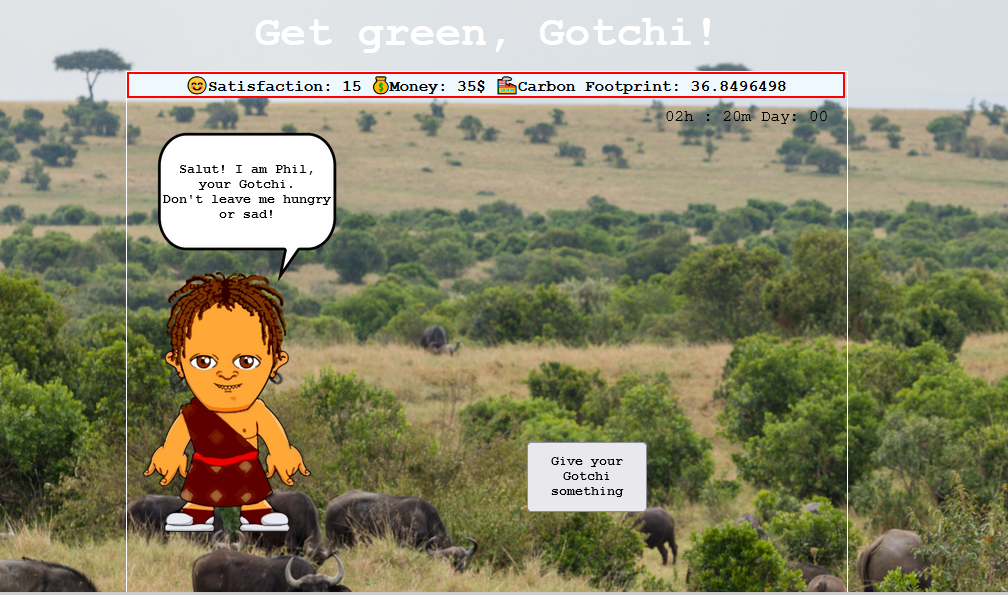 Get green, Gotchi!
😊Satisfaction: 15 💰Money: 35$ 🏭Carbon Footprint: 36.8496498
02h : 20m Day: 00
Salut! I am Phil,
your Gotchi.
Don't leave me hungry
or sad!
Give your
Gotchi
something